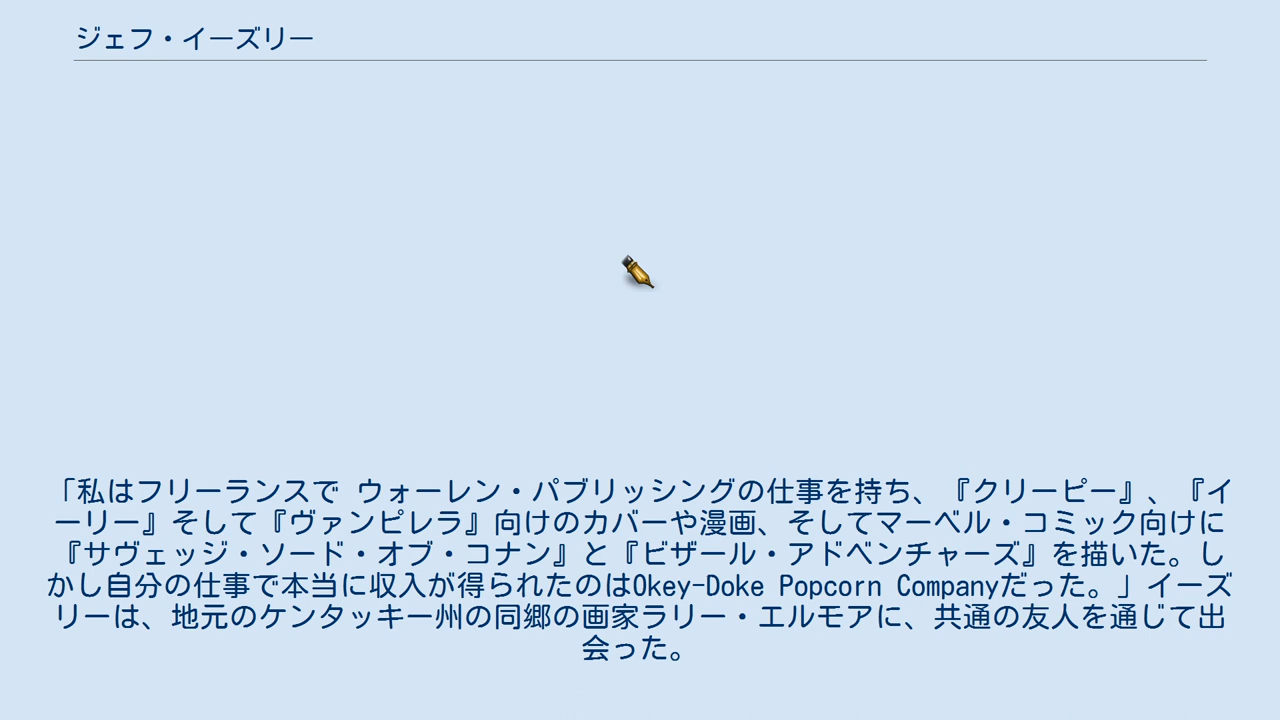 ジェフ・イーズリー
「私はフリーランスで ウォーレン・パブリッシングの仕事を持ち、『クリーピー』、『イ
ーリー』そして『ヴァンピレラ』向けのカバーや漫画、そしてマーベル・コミック向けに
『サヴェッジ・ソード・オブ・コナン』と『ビザール・アドベンチャーズ』を描いた。し
かし自分の仕事で本当に収入が得られたのはOkey-Doke Popcorn Companyだった。」イーズ
リーは、地元のケンタッキー州の同郷の画家ラリー・エルモアに、共通の友人を通じて出
会った。